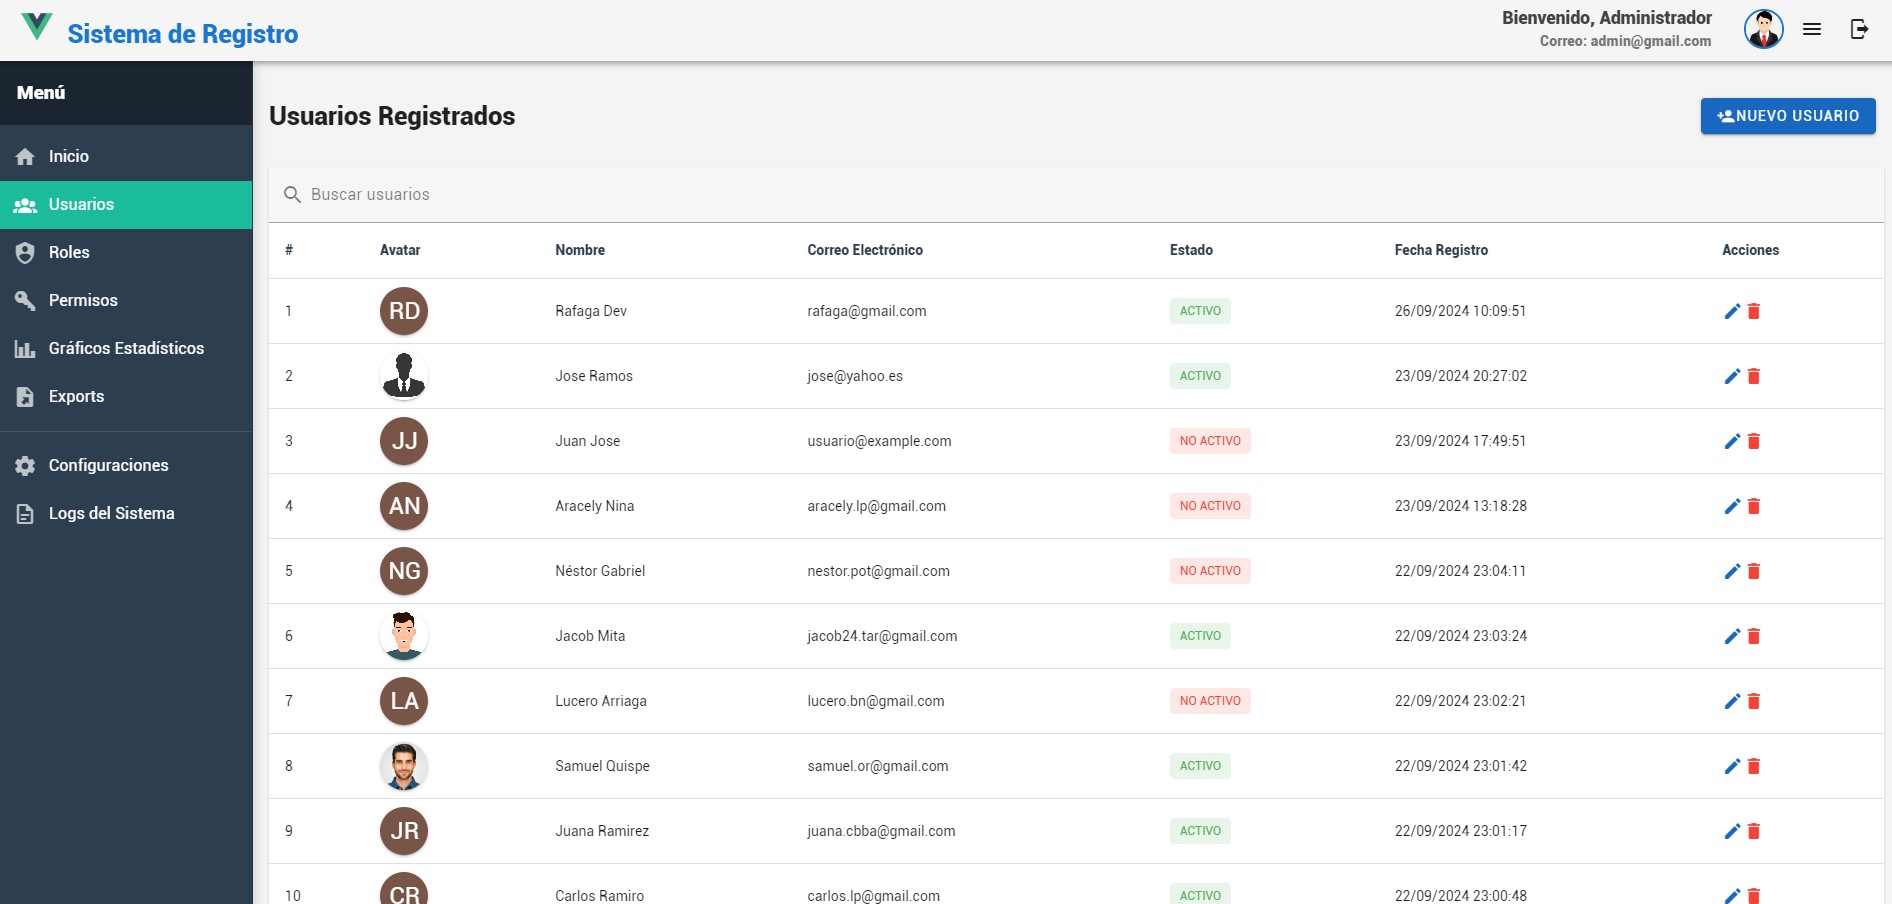 Sistema de Registro
Bienvenido, Administrador
Correo: admin@gmail.com
Menú
Inicio
Usuarios
Roles
Permisos
Gráficos Estadísticos
Exports
Configuraciones
Logs del Sistema
Usuarios Registrados
NUEVO USUARIO
Buscar usuarios
# Avatar Nombre Correo Electrónico Estado Fecha Registro Acciones
1 RD Rafaga Dev rafaga@gmail.com ACTIVO 26/09/2024 10:09:51
2 Jose Ramos jose@yahoo.es ACTIVO 23/09/2024 20:27:02
3 JJ Juan Jose usuario@example.com NO ACTIVO 23/09/2024 17:49:51
4 AN Aracely Nina aracely.lp@gmail.com NO ACTIVO 23/09/2024 13:18:28
5 NG Néstor Gabriel nestor.pot@gmail.com NO ACTIVO 22/09/2024 23:04:11
6 Jacob Mita jacob24.tar@gmail.com ACTIVO 22/09/2024 23:03:24
7 LA Lucero Arriaga lucero.bn@gmail.com NO ACTIVO 22/09/2024 23:02:21
8 Samuel Quispe samuel.or@gmail.com ACTIVO 22/09/2024 23:01:42
9 JR Juana Ramirez juana.cbba@gmail.com ACTIVO 22/09/2024 23:01:17
10 CR Carlos Ramiro carlos.lp@gmail.com ACTIVO 22/09/2024 23:00:48